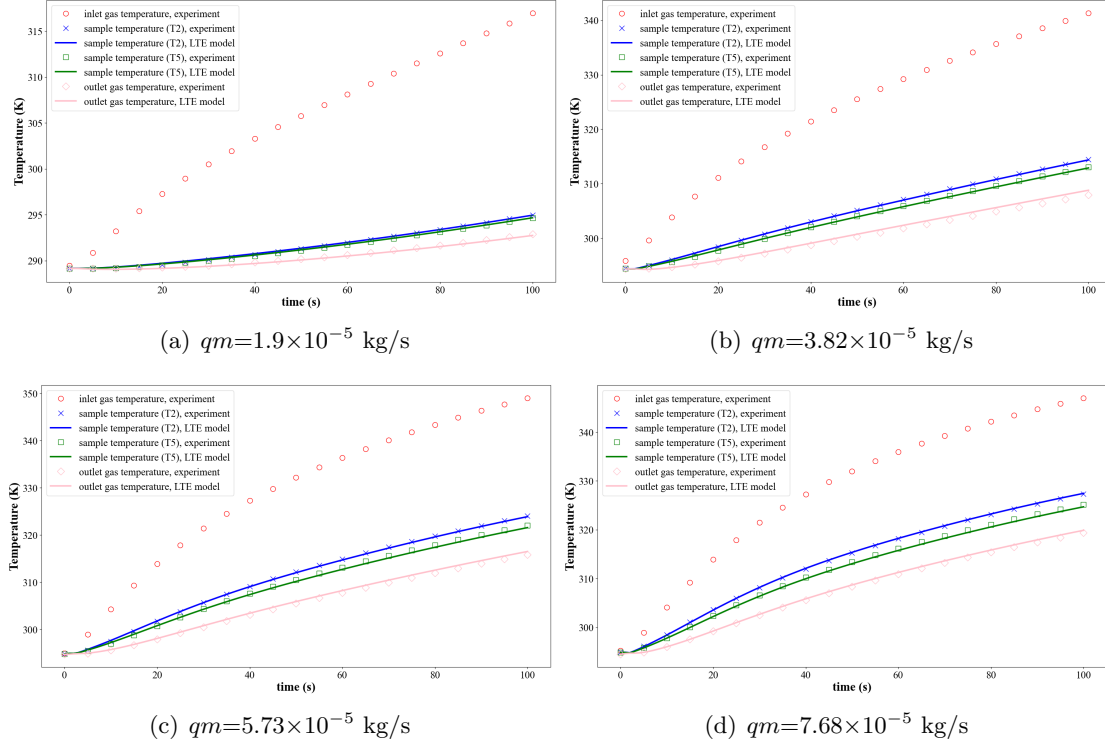 inlet gas temperature, experiment
sample temperature (T2), experiment
sample temperature (T2), LTE model
sample temperature (T5), experiment
sample temperature (T5), LTE model
outlet gas temperature, experiment
outlet gas temperature, LTE model
Temperature (K)
315
310
305
300
295
290
0 20 40 60 80 100
time (s)
(a) qm=1.9×10⁻⁵ kg/s
inlet gas temperature, experiment
sample temperature (T2), experiment
sample temperature (T2), LTE model
sample temperature (T5), experiment
sample temperature (T5), LTE model
outlet gas temperature, experiment
outlet gas temperature, LTE model
Temperature (K)
340
330
320
310
300
0 20 40 60 80 100
time (s)
(b) qm=3.82×10⁻⁵ kg/s
inlet gas temperature, experiment
sample temperature (T2), experiment
sample temperature (T2), LTE model
sample temperature (T5), experiment
sample temperature (T5), LTE model
outlet gas temperature, experiment
outlet gas temperature, LTE model
Temperature (K)
350
340
330
320
310
300
0 20 40 60 80 100
time (s)
(c) qm=5.73×10⁻⁵ kg/s
inlet gas temperature, experiment
sample temperature (T2), experiment
sample temperature (T2), LTE model
sample temperature (T5), experiment
sample temperature (T5), LTE model
outlet gas temperature, experiment
outlet gas temperature, LTE model
Temperature (K)
340
330
320
310
300
0 20 40 60 80 100
time (s)
(d) qm=7.68×10⁻⁵ kg/s